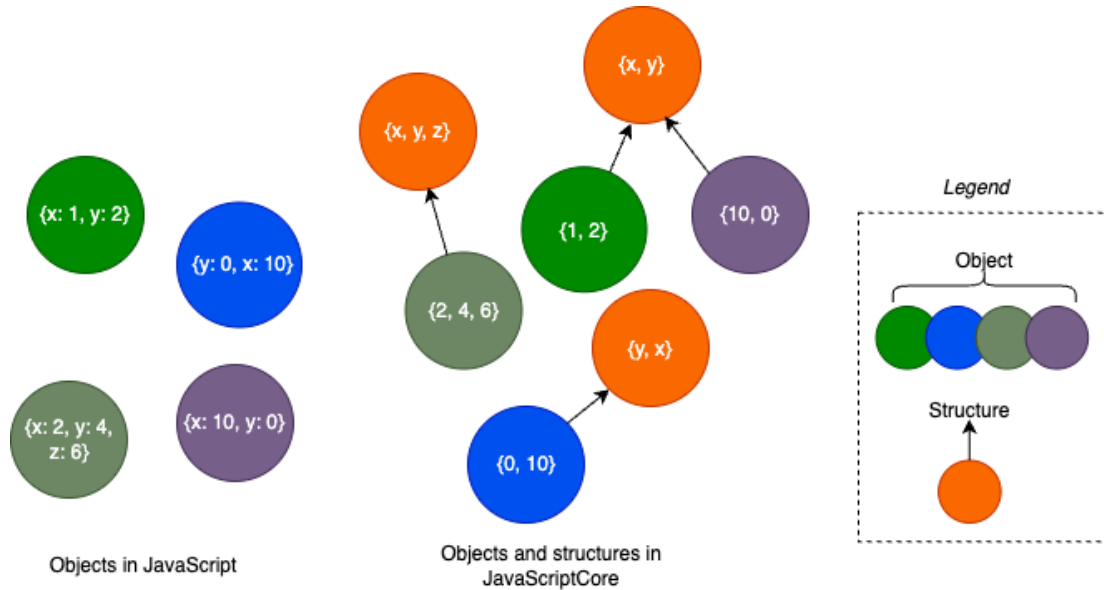 {x: 1, y: 2}
{y: 0, x: 10}
{x: 2, y: 4,
z: 6}
{x: 10, y: 0}
Objects in JavaScript
{x, y}
{x, y, z}
{1, 2}
{10, 0}
{2, 4, 6}
{y, x}
{0, 10}
Objects and structures in
JavaScriptCore
Legend
Object
Structure